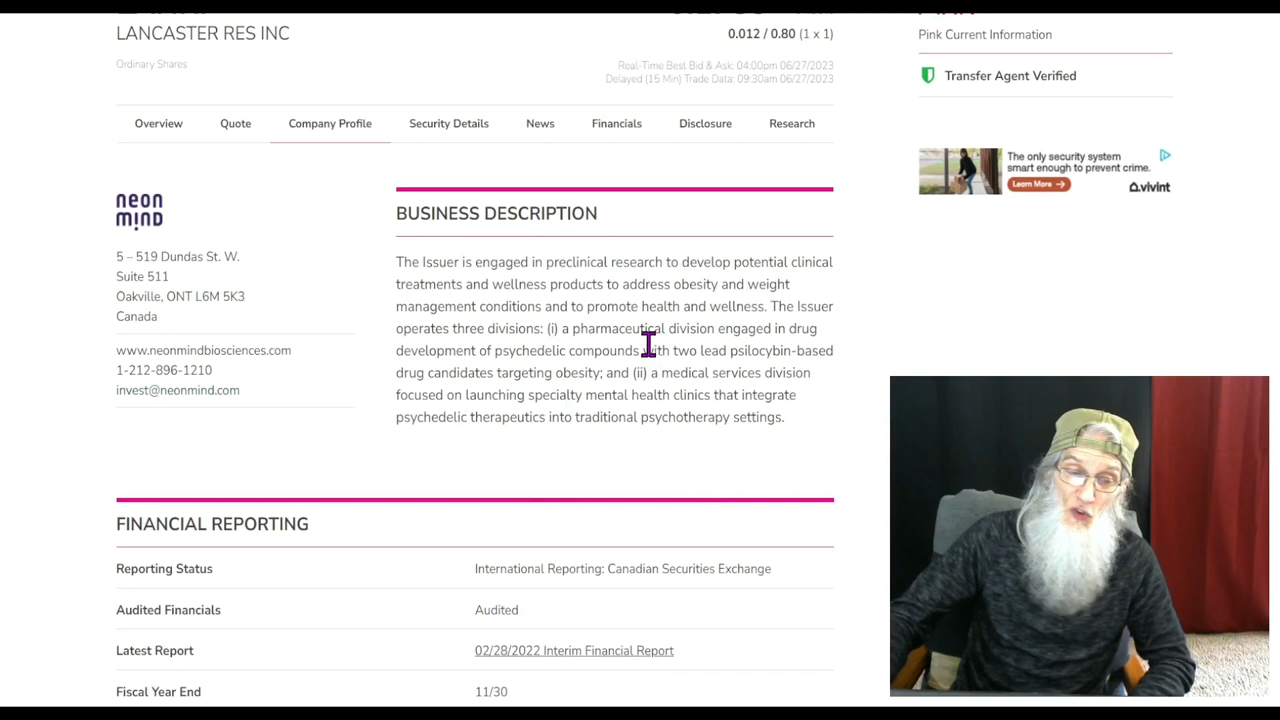 LANCASTER RES INC
0.012 / 0.80 (1 x 1)
Ordinary Shares
Real-Time Best Bid & Ask: 04:00pm 06/27/2023
Delayed (15 Min) Trade Data: 09:30am 06/27/2023
Pink Current Information
Transfer Agent Verified
Overview
Quote
Company Profile
Security Details
News
Financials
Disclosure
Research
The only security system
smart enough to prevent crime.
Learn More →
vivint
neon
mind
5 – 519 Dundas St. W.
Suite 511
Oakville, ONT L6M 5K3
Canada
www.neonmindbiosciences.com
1-212-896-1210
invest@neonmind.com
BUSINESS DESCRIPTION
The Issuer is engaged in preclinical research to develop potential clinical
treatments and wellness products to address obesity and weight
management conditions and to promote health and wellness. The Issuer
operates three divisions: (i) a pharmaceutical division engaged in drug
development of psychedelic compounds with two lead psilocybin-based
drug candidates targeting obesity; and (ii) a medical services division
focused on launching specialty mental health clinics that integrate
psychedelic therapeutics into traditional psychotherapy settings.
FINANCIAL REPORTING
Reporting Status
International Reporting: Canadian Securities Exchange
Audited Financials
Audited
Latest Report
02/28/2022 Interim Financial Report
Fiscal Year End
11/30